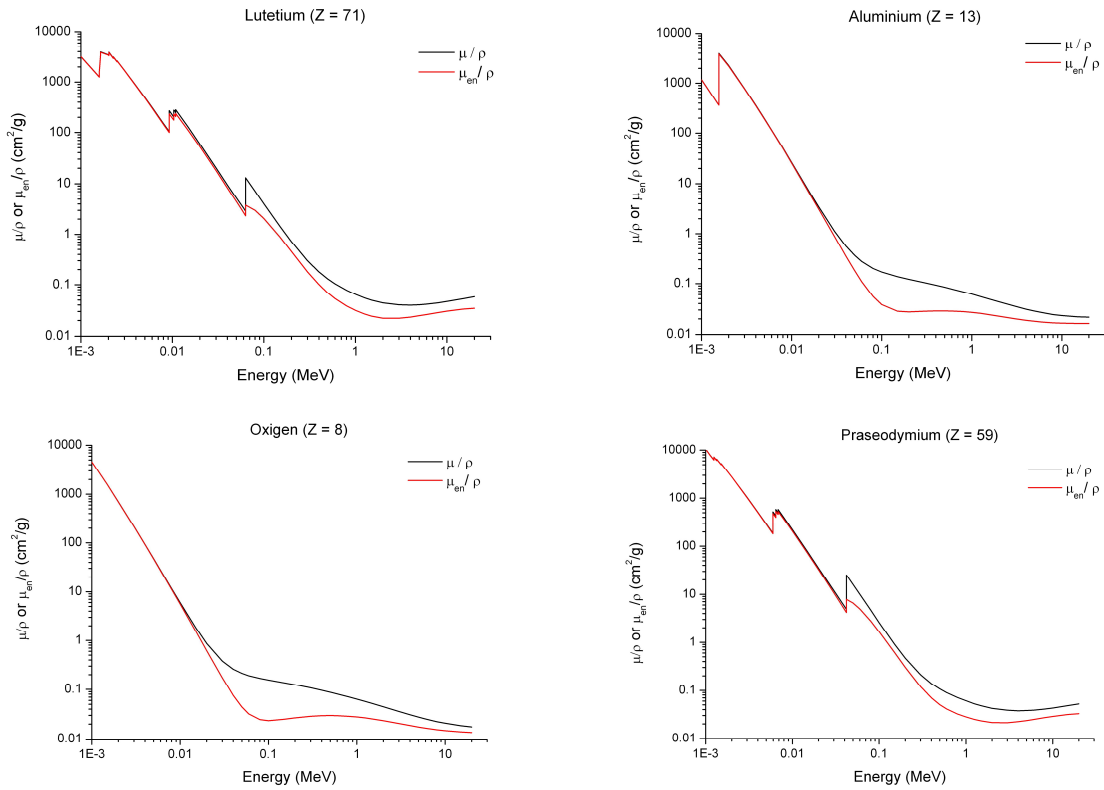 Lutetium (Z = 71)
μ / ρ
μen/ ρ
10000
1000
100
10
1
0.1
0.01
μ/ρ or μen/ρ (cm²/g)
1E-3
0.01
0.1
1
10
Energy (MeV)
Aluminium (Z = 13)
μ / ρ
μen/ ρ
10000
1000
100
10
1
0.1
0.01
μ/ρ or μen/ρ (cm²/g)
1E-3
0.01
0.1
1
10
Energy (MeV)
Oxigen (Z = 8)
μ / ρ
μen/ ρ
10000
1000
100
10
1
0.1
0.01
μ/ρ or μen/ρ (cm²/g)
1E-3
0.01
0.1
1
10
Energy (MeV)
Praseodymium (Z = 59)
μ / ρ
μen/ ρ
10000
1000
100
10
1
0.1
0.01
μ/ρ or μen/ρ (cm²/g)
1E-3
0.01
0.1
1
10
Energy (MeV)